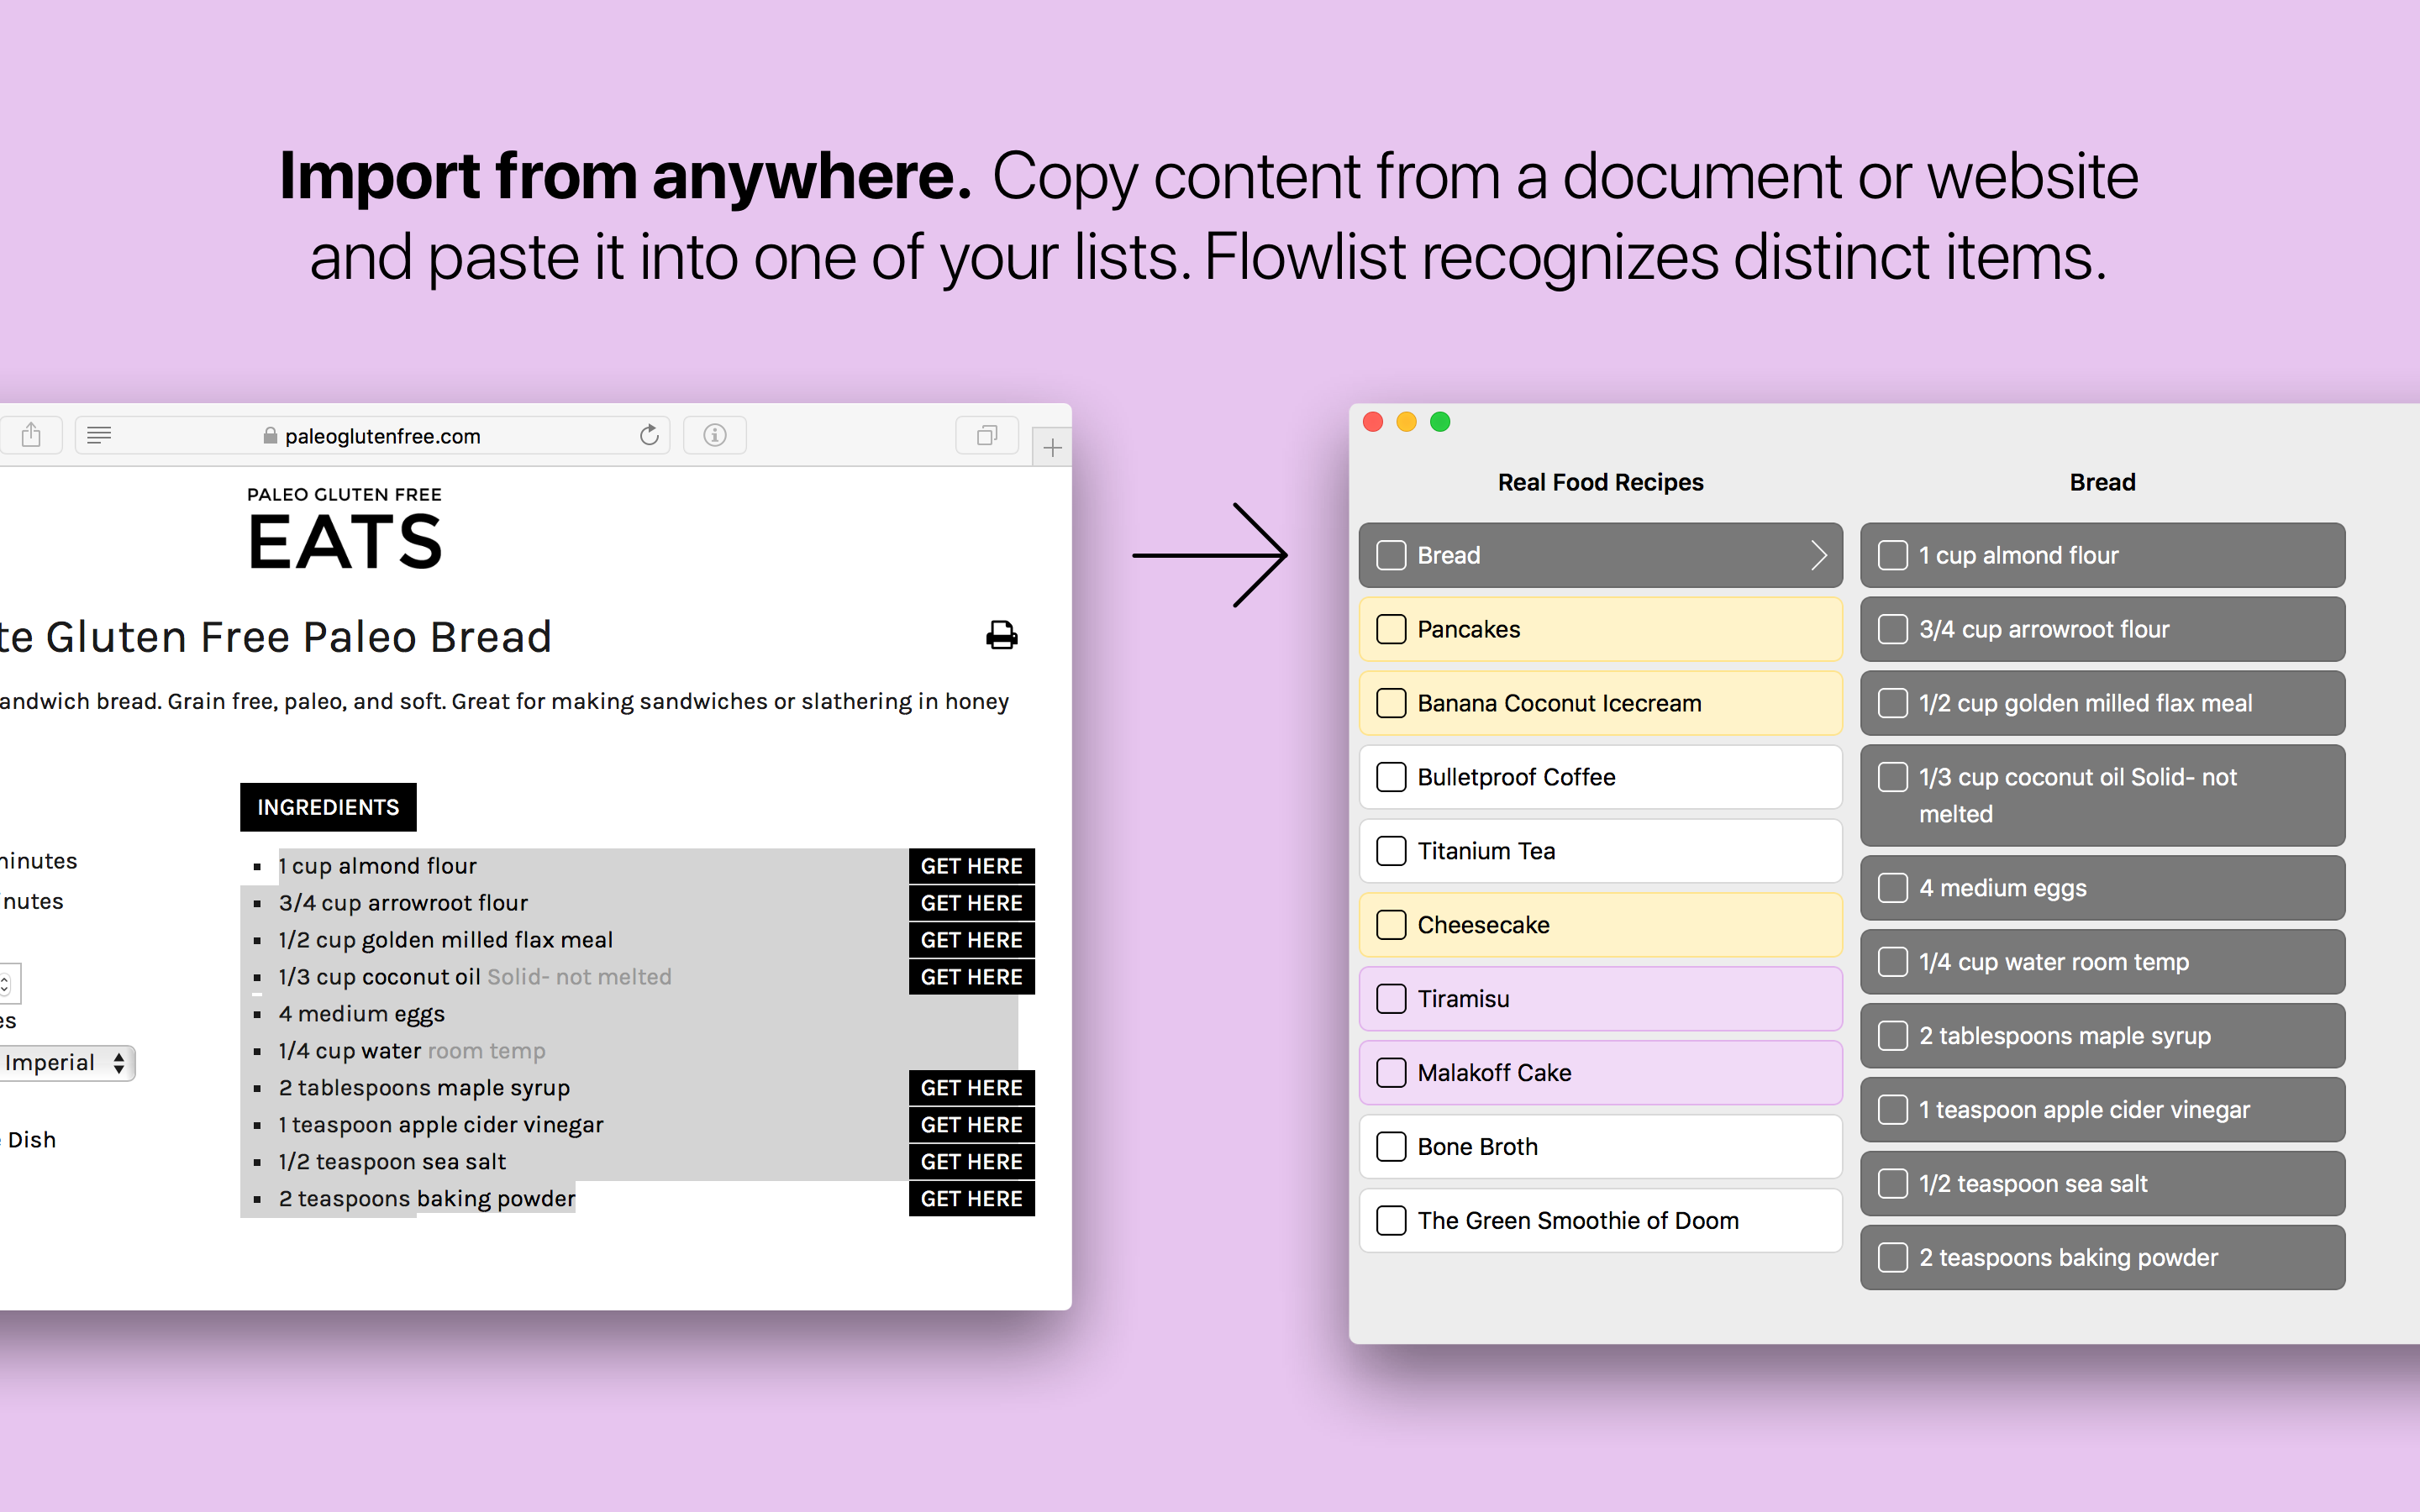 Import from anywhere. Copy content from a document or website
and paste it into one of your lists. Flowlist recognizes distinct items.
paleoglutenfree.com
PALEO GLUTEN FREE
EATS
te Gluten Free Paleo Bread
andwich bread. Grain free, paleo, and soft. Great for making sandwiches or slathering in honey
INGREDIENTS
minutes
nutes
es
Imperial
Dish
1 cup almond flour GET HERE
3/4 cup arrowroot flour GET HERE
1/2 cup golden milled flax meal GET HERE
1/3 cup coconut oil Solid- not melted GET HERE
4 medium eggs
1/4 cup water room temp
2 tablespoons maple syrup GET HERE
1 teaspoon apple cider vinegar GET HERE
1/2 teaspoon sea salt GET HERE
2 teaspoons baking powder GET HERE
Real Food Recipes
Bread
Pancakes
Banana Coconut Icecream
Bulletproof Coffee
Titanium Tea
Cheesecake
Tiramisu
Malakoff Cake
Bone Broth
The Green Smoothie of Doom
Bread
1 cup almond flour
3/4 cup arrowroot flour
1/2 cup golden milled flax meal
1/3 cup coconut oil Solid- not
melted
4 medium eggs
1/4 cup water room temp
2 tablespoons maple syrup
1 teaspoon apple cider vinegar
1/2 teaspoon sea salt
2 teaspoons baking powder